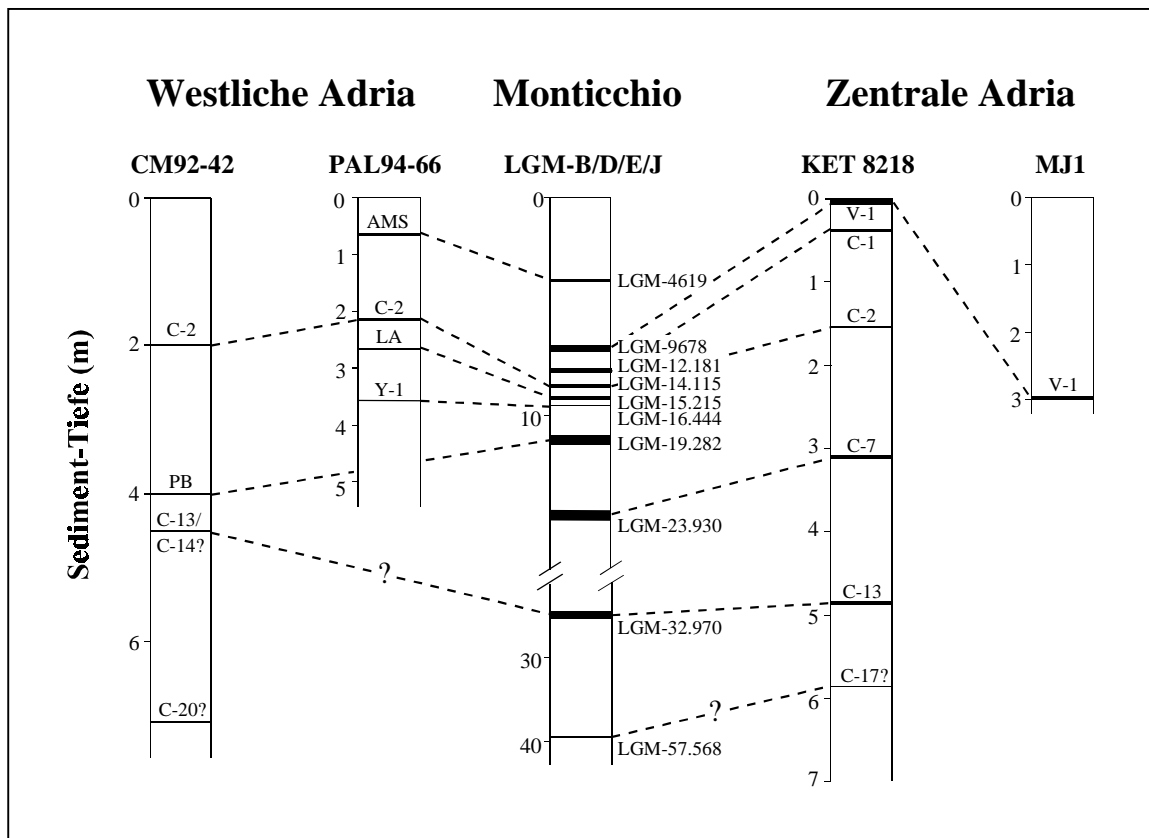 Westliche Adria
Monticchio
Zentrale Adria
CM92-42
PAL94-66
LGM-B/D/E/J
KET 8218
MJ1
Sediment-Tiefe (m)
0
2
4
6
C-2
PB
C-13/
C-14?
C-20?
0
1
2
3
4
5
AMS
C-2
LA
Y-1
?
0
10
30
40
LGM-4619
LGM-9678
LGM-12.181
LGM-14.115
LGM-15.215
LGM-16.444
LGM-19.282
LGM-23.930
LGM-32.970
LGM-57.568
?
0
1
2
3
4
5
6
7
V-1
C-1
C-2
C-7
C-13
C-17?
0
1
2
3
V-1